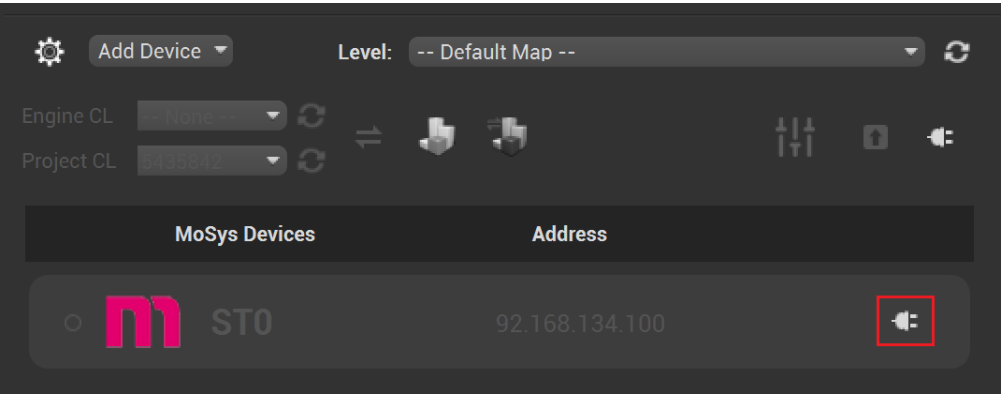 Add Device
Level: -- Default Map --
Engine CL -- None --
Project CL 5435842
MoSys Devices Address
ST0 92.168.134.100